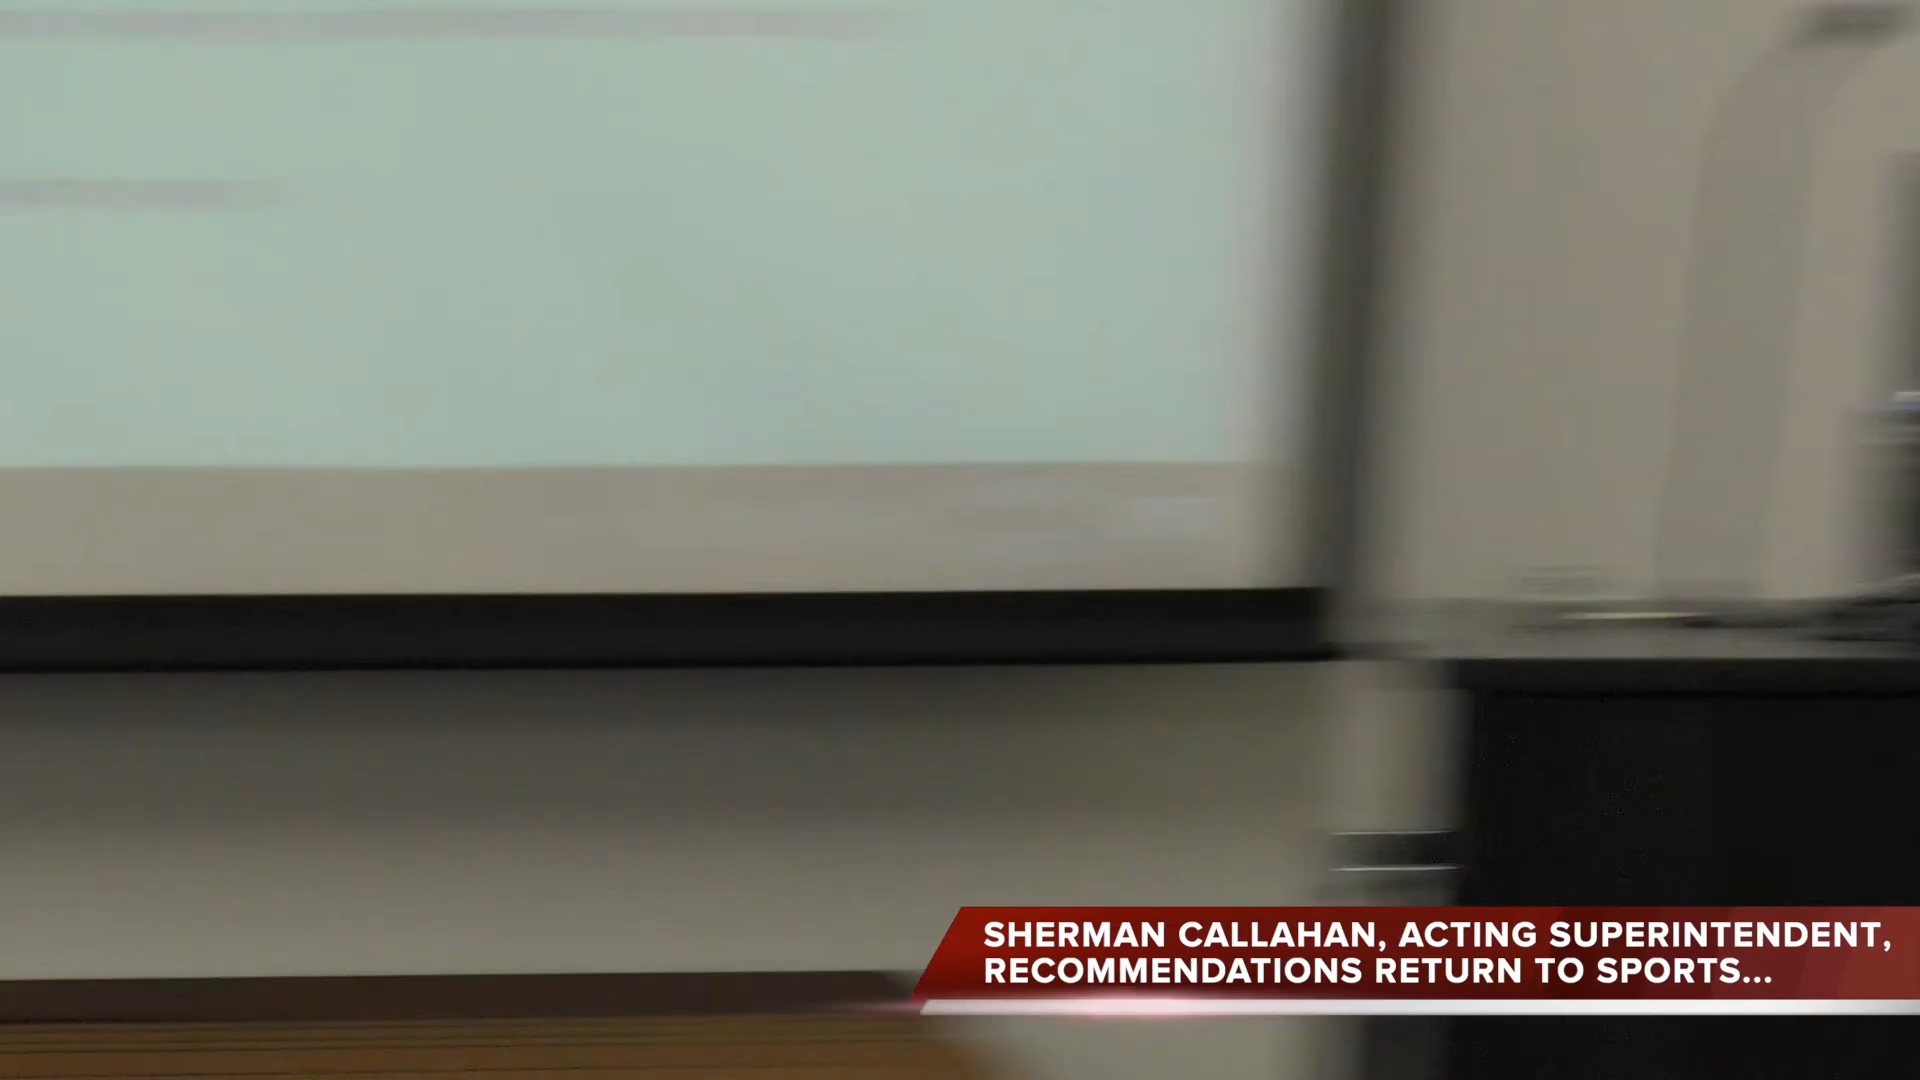 SHERMAN CALLAHAN, ACTING SUPERINTENDENT,
RECOMMENDATIONS RETURN TO SPORTS...